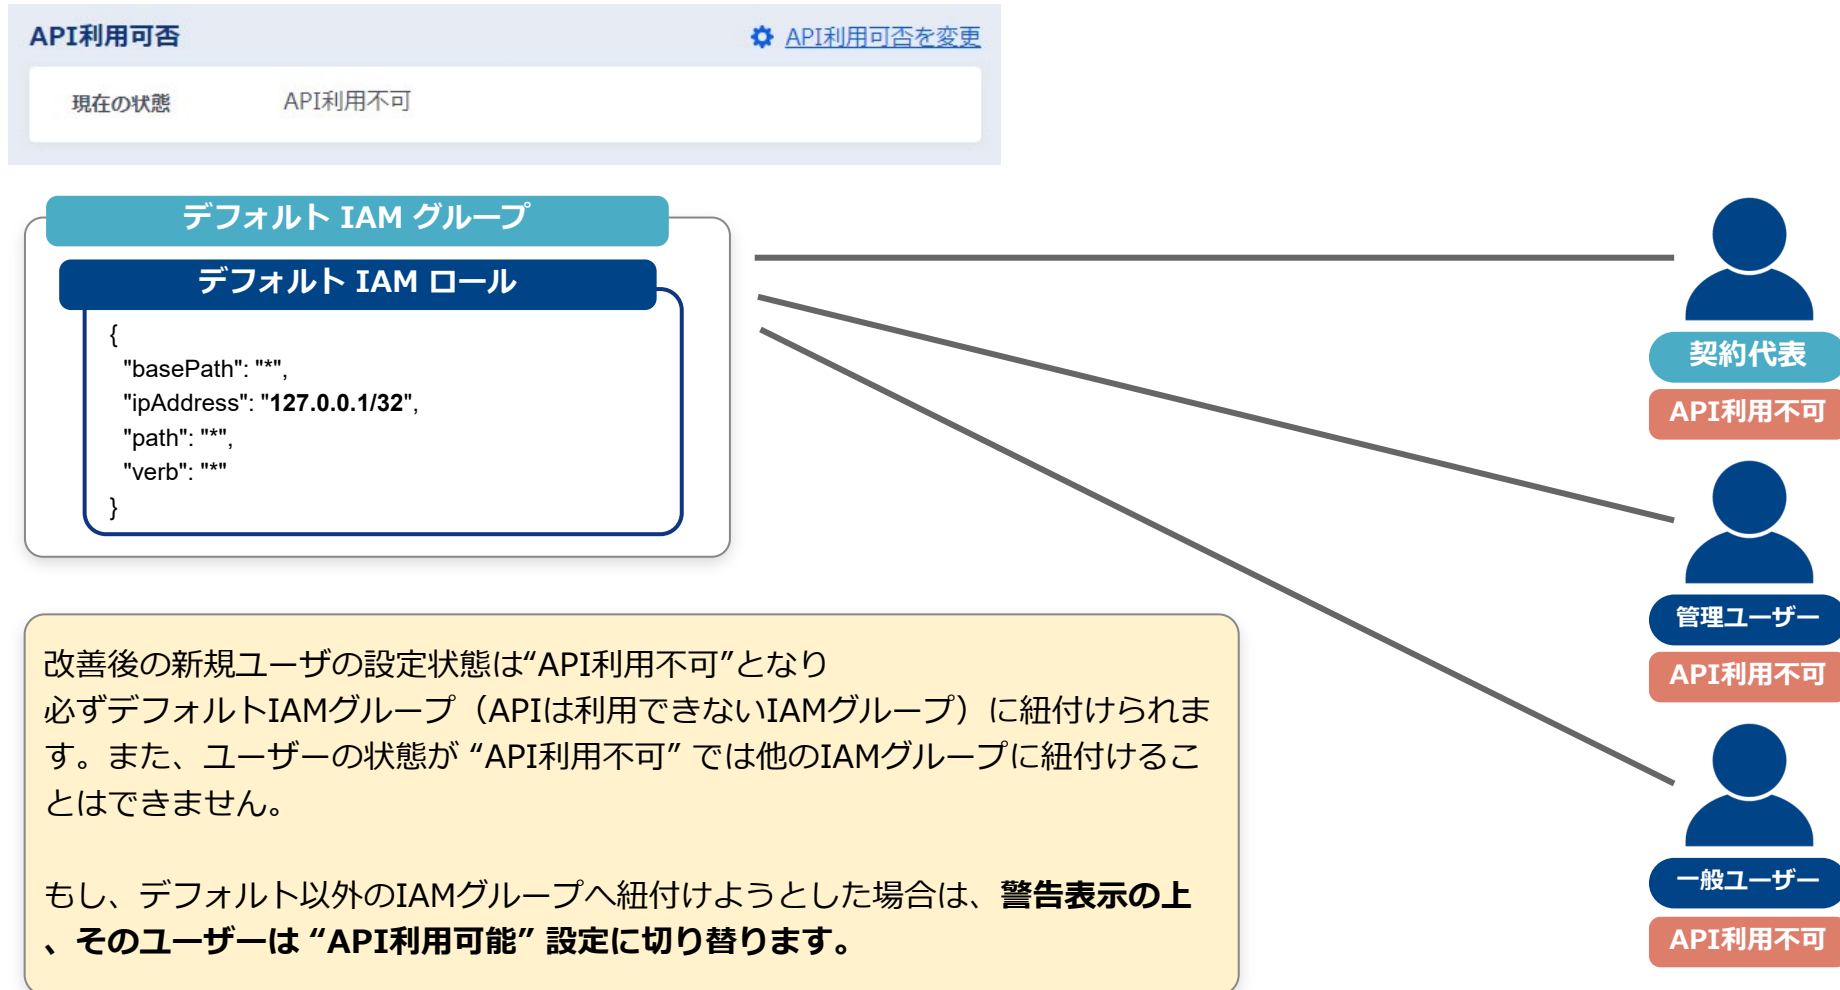 API利用可否
API利用可否を変更
現在の状態
API利用不可
デフォルト IAM グループ
デフォルト IAM ロール
{
"basePath": "*",
"ipAddress": "127.0.0.1/32",
"path": "*",
"verb": "*"
}
契約代表
API利用不可
管理ユーザー
API利用不可
一般ユーザー
API利用不可
改善後の新規ユーザの設定状態は“API利用不可”となり
必ずデフォルトIAMグループ（APIは利用できないIAMグループ）に紐付けられま
す。また、ユーザーの状態が “API利用不可” では他のIAMグループに紐付けるこ
とはできません。
もし、デフォルト以外のIAMグループへ紐付けようとした場合は、警告表示の上
、そのユーザーは “API利用可能” 設定に切り替ります。